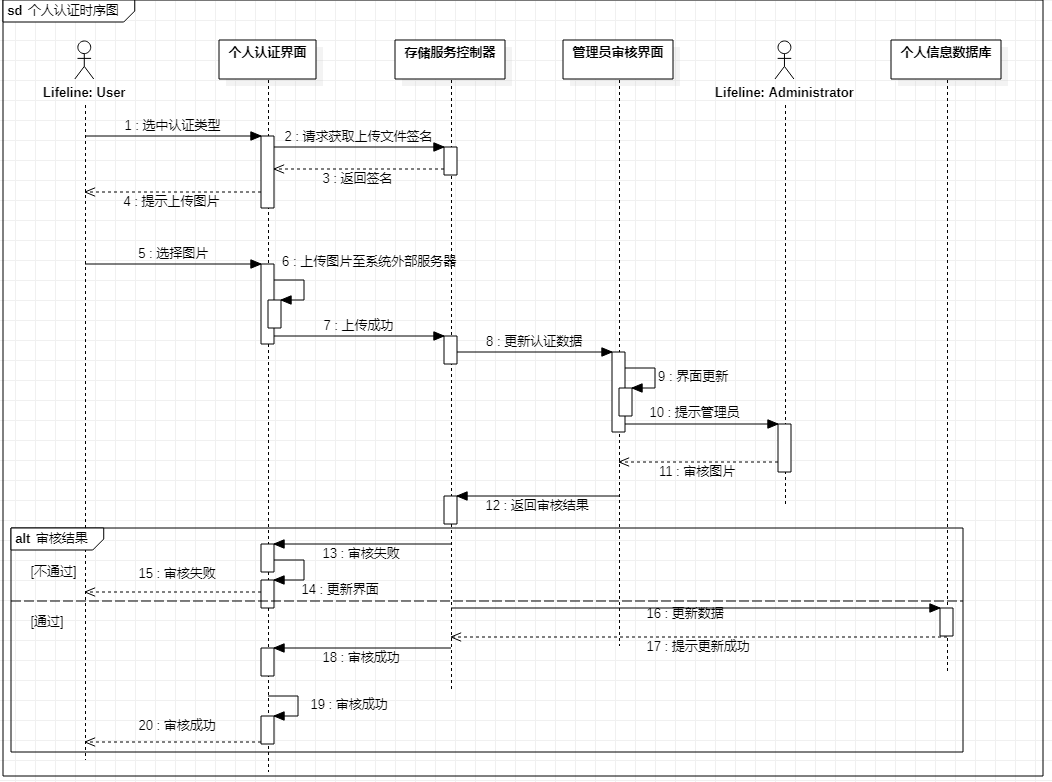 sd 个人认证时序图
个人认证界面
存储服务控制器
管理员审核界面
个人信息数据库
Lifeline: User
Lifeline: Administrator
1 : 选中认证类型
2 : 请求获取上传文件签名
3 : 返回签名
4 : 提示上传图片
5 : 选择图片
6 : 上传图片至系统外部服务器
7 : 上传成功
8 : 更新认证数据
9 : 界面更新
10 : 提示管理员
11 : 审核图片
12 : 返回审核结果
alt 审核结果
13 : 审核失败
[不通过]
15 : 审核失败
14 : 更新界面
16 : 更新数据
[通过]
17 : 提示更新成功
18 : 审核成功
19 : 审核成功
20 : 审核成功